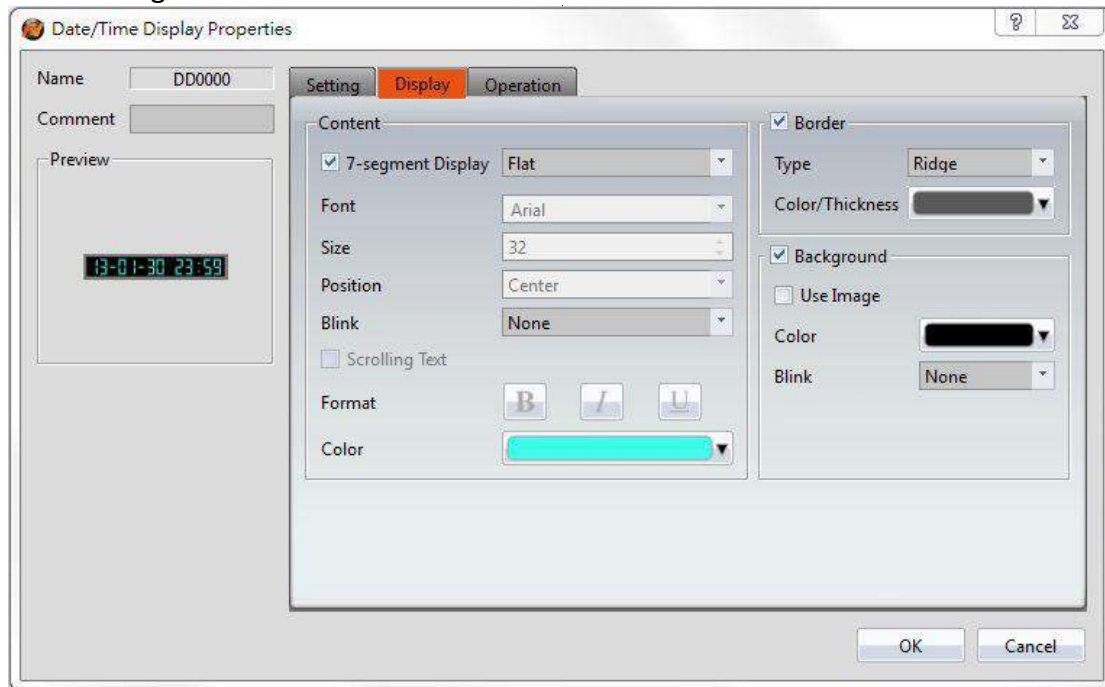 Date/Time Display Properties
Name DD0000
Comment
Preview
13-01-30 23:59
Setting Display Operation
Content
7-segment Display Flat
Font Arial
Size 32
Position Center
Blink None
Scrolling Text
Format B I U
Color
Border
Type Ridge
Color/Thickness
Background
Use Image
Color
Blink None
OK Cancel